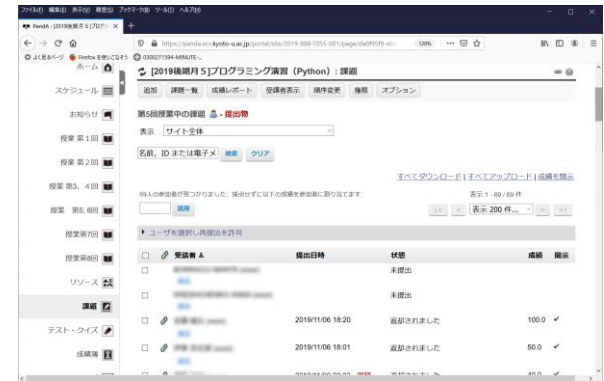 ファイル(F) 編集(E) 表示(V) 履歴(S) ブックマーク(B) ツール(T) ヘルプ(H)
PandA : [2019後期月5]プログ
https://panda.ecs.kyoto-u.ac.jp/portal/site/2019-888-T055-001/page/
120%
よく見るページ Firefox を使いこなそう 0300271594-MINUTE-...
ホーム
スケジュール
お知らせ
授業 第1回
授業 第2回
授業 第3、4回
授業 第5, 6回
授業第7回
授業第8回
リソース
課題
テスト・クイズ
成績簿
[2019後期月5]プログラミング演習(Python) : 課題
追加 課題一覧 成績レポート 受講者表示 順序変更 権限 オプション
第5回授業中の課題 - 提出物
表示 サイト全体
名前, ID または電子メ 検索 クリア
すべてダウンロード | すべてアップロード | 成績を開示
69人の参加者が見つかりました. 採点せずに以下の成績を参加者に割り当てます:
適用
表示 1 - 69 / 69 件
|< < 表示 200 件... > >|
ユーザを選択し再提出を許可
受講者 提出日時 状態 成績 開示
未提出
未提出
2019/11/06 18:20 返却されました 100.0 ✔
2019/11/06 18:01 返却されました 50.0 ✔